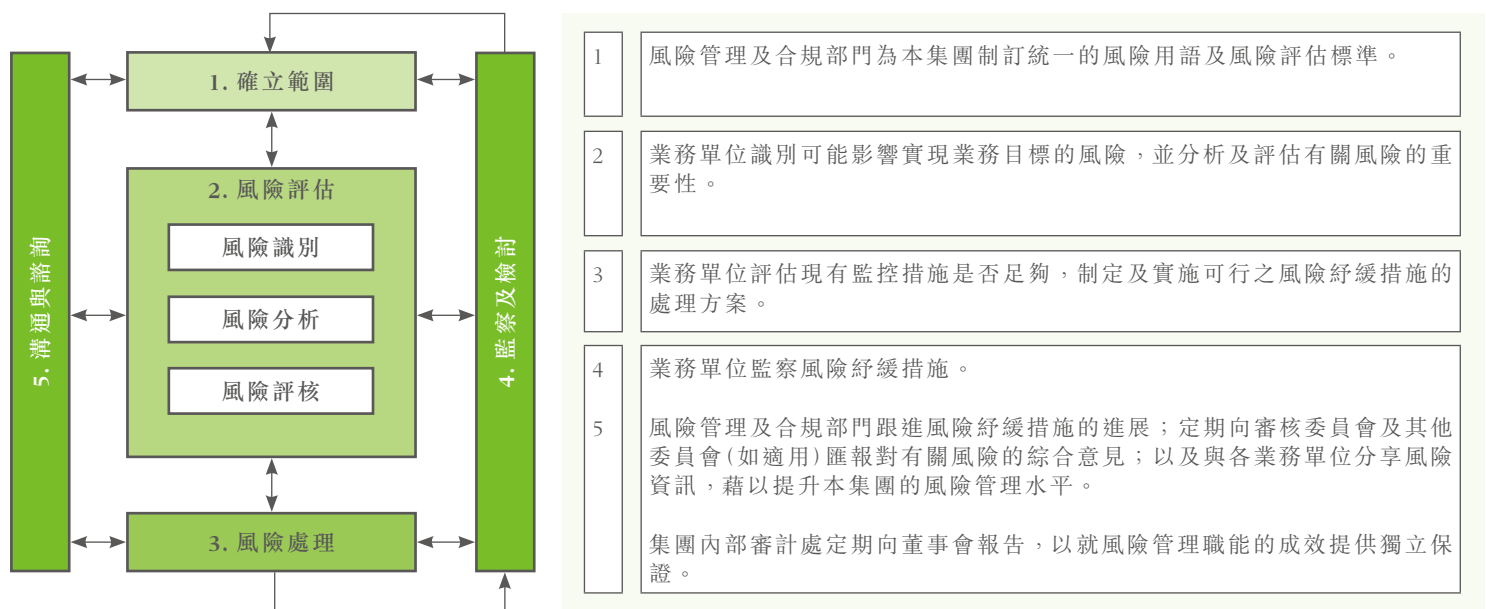 1. 確立範圍
2. 風險評估
風險識別
風險分析
風險評核
3. 風險處理
5. 溝通與諮詢
4. 監察及檢討
1
風險管理及合規部門為本集團制訂統一的風險用語及風險評估標準。
2
業務單位識別可能影響實現業務目標的風險，並分析及評估有關風險的重
要性。
3
業務單位評估現有監控措施是否足夠，制定及實施可行之風險紓緩措施的
處理方案。
4
業務單位監察風險紓緩措施。
5
風險管理及合規部門跟進風險紓緩措施的進展；定期向審核委員會及其他
委員會(如適用)匯報對有關風險的綜合意見；以及與各業務單位分享風險
資訊，藉以提升本集團的風險管理水平。
集團內部審計處定期向董事會報告，以就風險管理職能的成效提供獨立保
證。